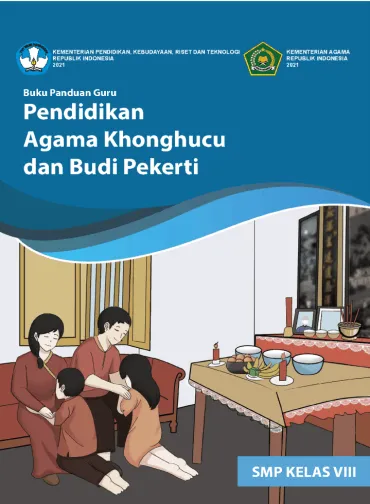 KEMENTERIAN PENDIDIKAN, KEBUDAYAAN, RISET DAN TEKNOLOGI
REPUBLIK INDONESIA
2021
KEMENTERIAN AGAMA
REPUBLIK INDONESIA
2021
Buku Panduan Guru
Pendidikan
Agama Khonghucu
dan Budi Pekerti
SMP KELAS VIII